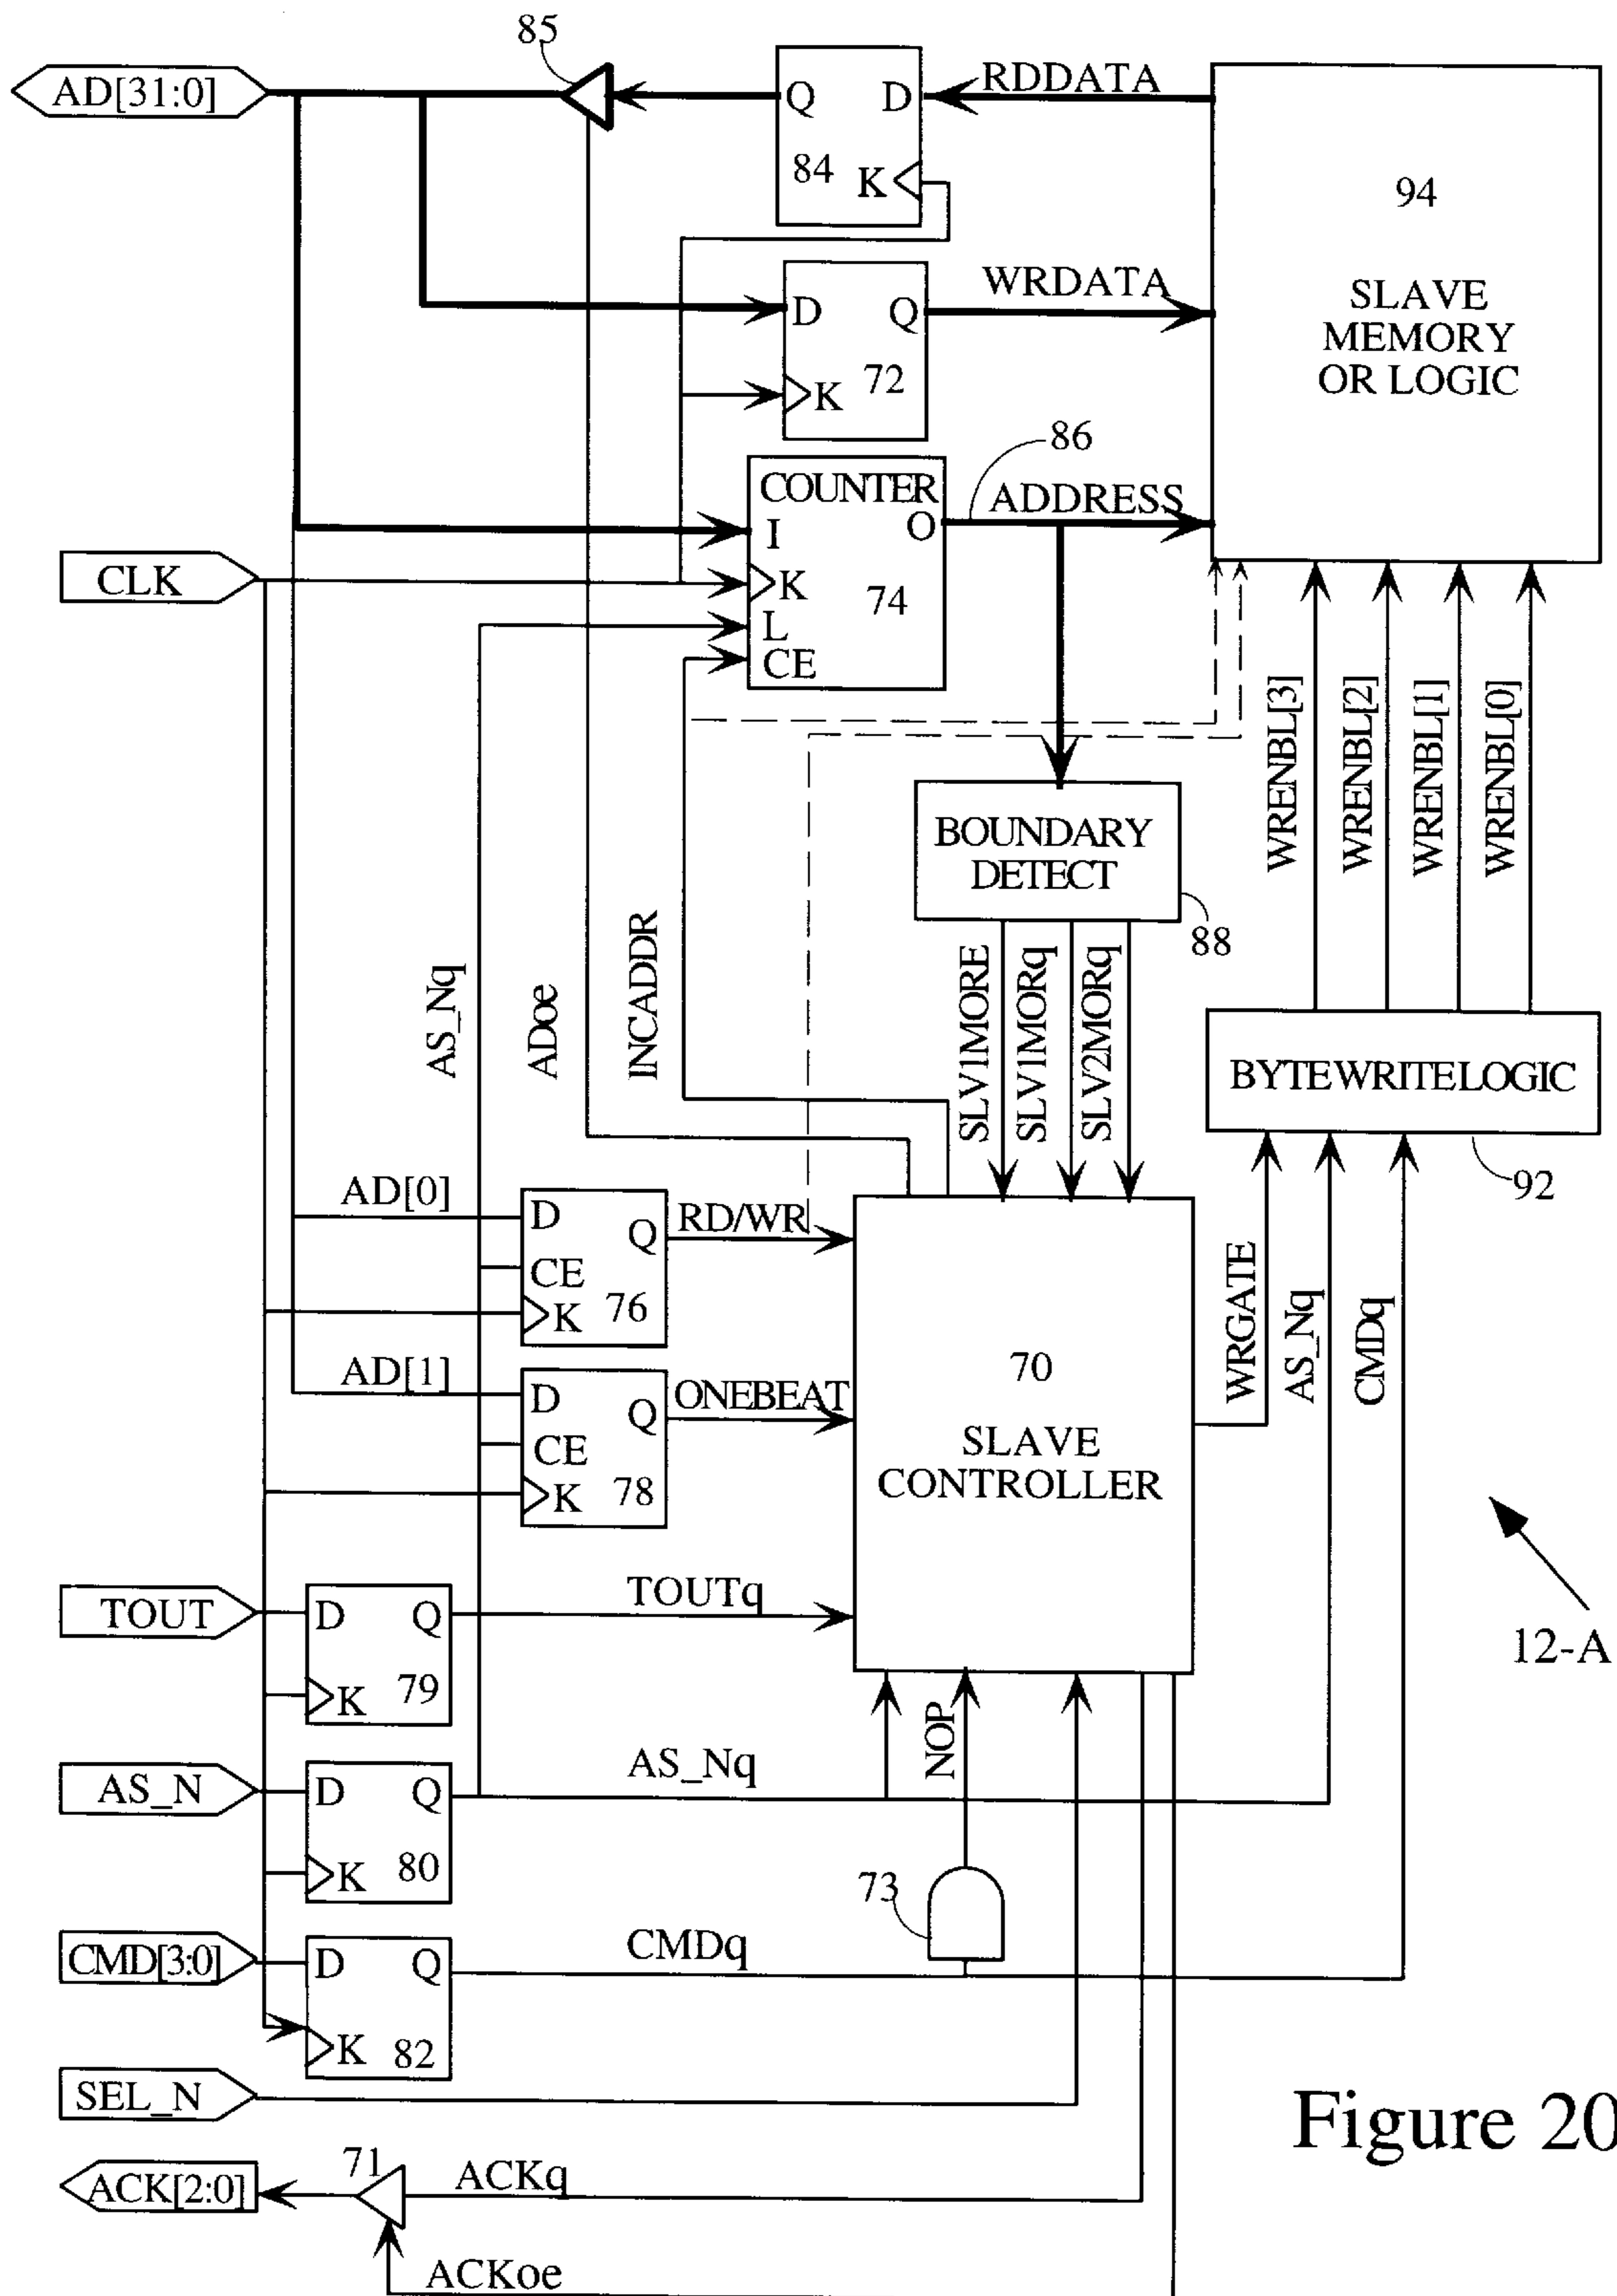 85
AD[31:0]
Q
D
84
K
RDDATA
94
SLAVE
MEMORY
OR LOGIC
D
Q
72
K
WRDATA
86
COUNTER
I
O
K
74
L
CE
ADDRESS
CLK
WRENBL[3]
WRENBL[2]
WRENBL[1]
WRENBL[0]
BOUNDARY
DETECT
88
AS_Nq
ADoe
INCADDR
SLV1MORE
SLV1MORq
SLV2MORq
BYTEWRITELOGIC
92
AD[0]
D
Q
CE
76
K
RD/WR
AD[1]
D
Q
CE
78
K
ONEBEAT
70
SLAVE
CONTROLLER
WRGATE
AS_Nq
CMDq
12-A
TOUT
D
Q
79
K
TOUTq
AS_N
D
Q
80
K
AS_Nq
NOP
73
CMD[3:0]
D
Q
82
K
CMDq
SEL_N
Figure 20
ACK[2:0]
71
ACKq
ACKoe